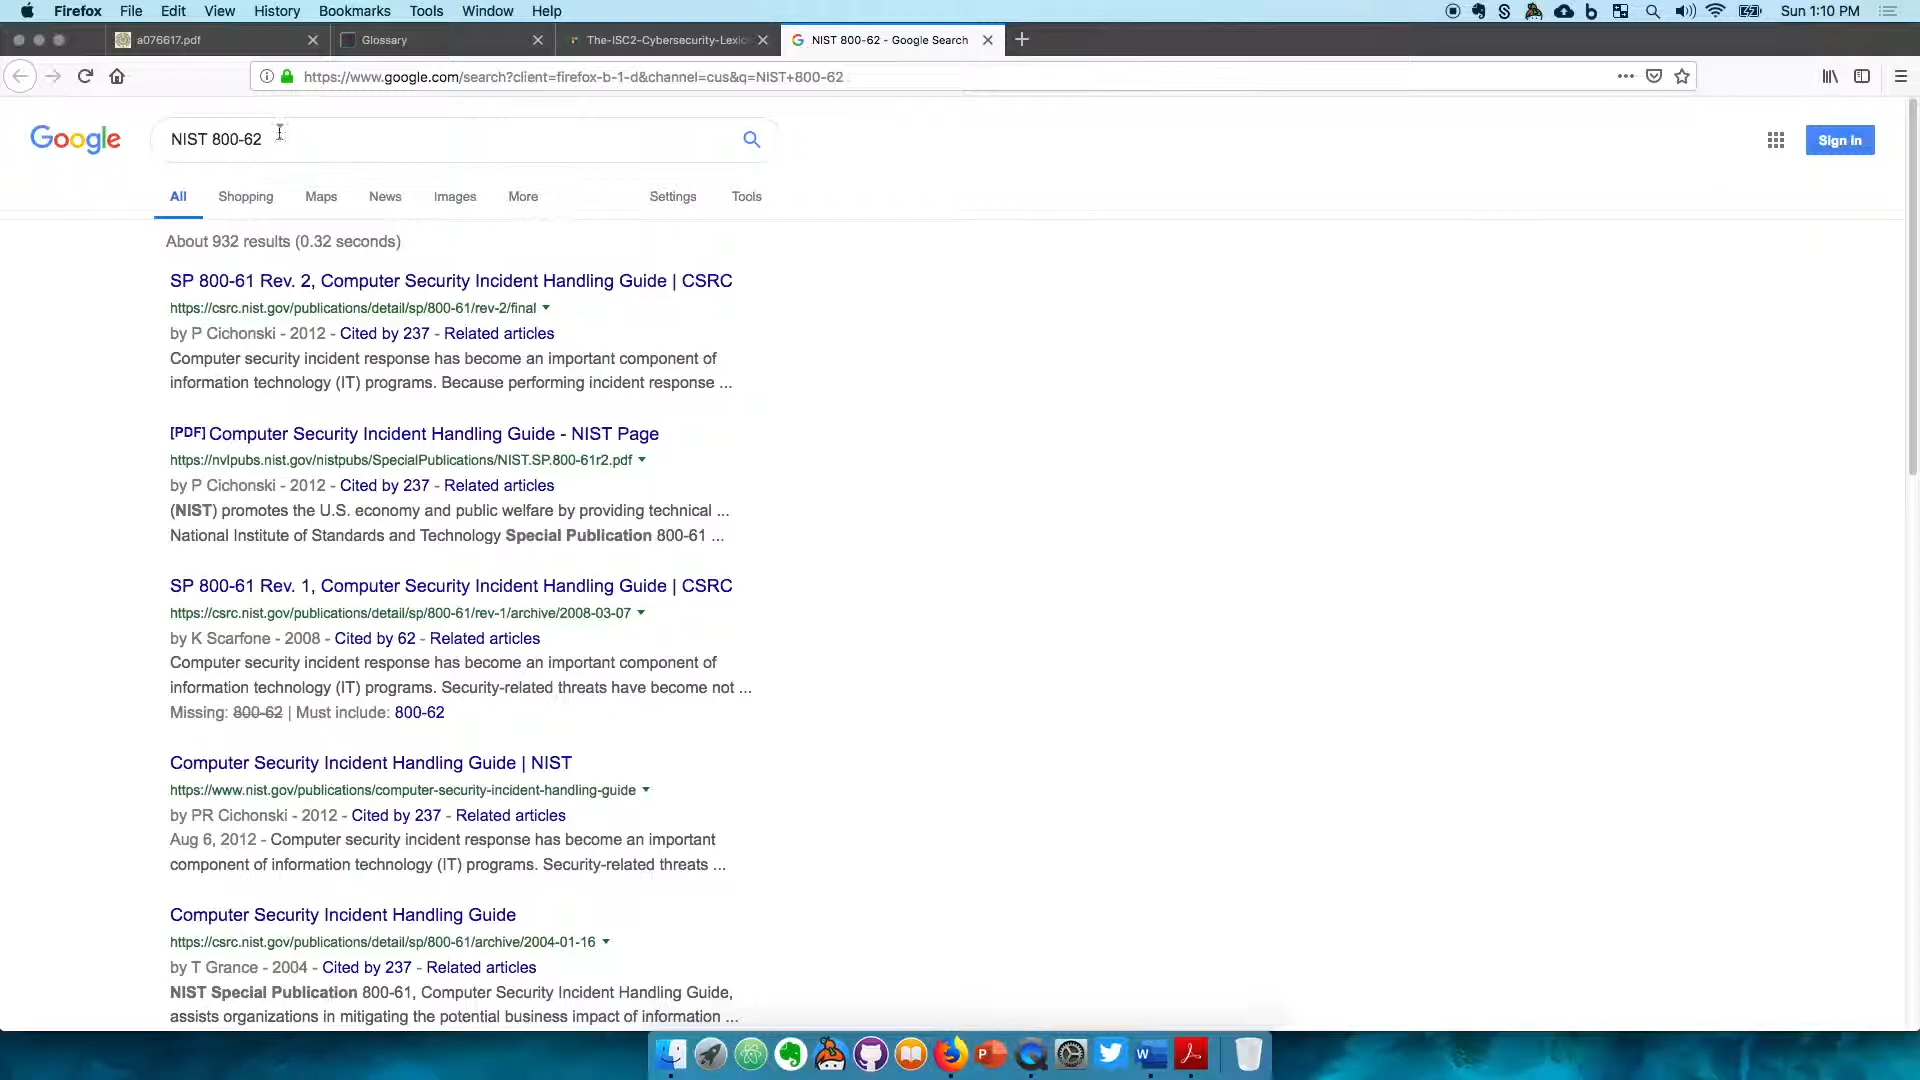 Firefox File Edit View History Bookmarks Tools Window Help Sun 1:10 PM
a076617.pdf Glossary The-ISC2-Cybersecurity-Lexic NIST 800-62 - Google Search
https://www.google.com/search?client=firefox-b-1-d&channel=cus&q=NIST+800-62
Google NIST 800-62 Sign in
All Shopping Maps News Images More Settings Tools
About 932 results (0.32 seconds)
SP 800-61 Rev. 2, Computer Security Incident Handling Guide | CSRC
https://csrc.nist.gov/publications/detail/sp/800-61/rev-2/final
by P Cichonski - 2012 - Cited by 237 - Related articles
Computer security incident response has become an important component of
information technology (IT) programs. Because performing incident response ...
[PDF] Computer Security Incident Handling Guide - NIST Page
https://nvlpubs.nist.gov/nistpubs/SpecialPublications/NIST.SP.800-61r2.pdf
by P Cichonski - 2012 - Cited by 237 - Related articles
(NIST) promotes the U.S. economy and public welfare by providing technical ...
National Institute of Standards and Technology Special Publication 800-61 ...
SP 800-61 Rev. 1, Computer Security Incident Handling Guide | CSRC
https://csrc.nist.gov/publications/detail/sp/800-61/rev-1/archive/2008-03-07
by K Scarfone - 2008 - Cited by 62 - Related articles
Computer security incident response has become an important component of
information technology (IT) programs. Security-related threats have become not ...
Missing: 800-62 | Must include: 800-62
Computer Security Incident Handling Guide | NIST
https://www.nist.gov/publications/computer-security-incident-handling-guide
by PR Cichonski - 2012 - Cited by 237 - Related articles
Aug 6, 2012 - Computer security incident response has become an important
component of information technology (IT) programs. Security-related threats ...
Computer Security Incident Handling Guide
https://csrc.nist.gov/publications/detail/sp/800-61/archive/2004-01-16
by T Grance - 2004 - Cited by 237 - Related articles
NIST Special Publication 800-61, Computer Security Incident Handling Guide,
assists organizations in mitigating the potential business impact of information ...